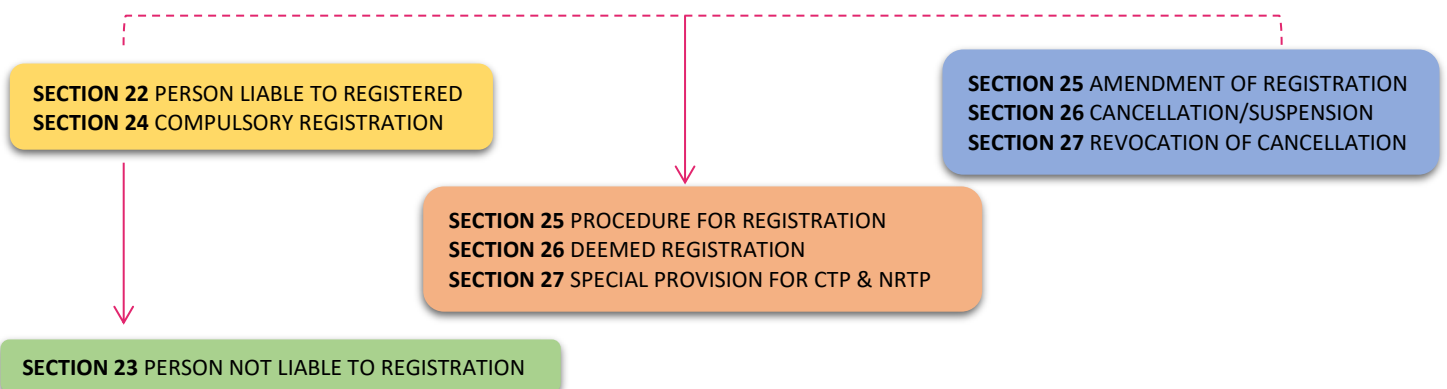 SECTION 22 PERSON LIABLE TO REGISTERED
SECTION 24 COMPULSORY REGISTRATION
SECTION 25 AMENDMENT OF REGISTRATION
SECTION 26 CANCELLATION/SUSPENSION
SECTION 27 REVOCATION OF CANCELLATION
SECTION 25 PROCEDURE FOR REGISTRATION
SECTION 26 DEEMED REGISTRATION
SECTION 27 SPECIAL PROVISION FOR CTP & NRTP
SECTION 23 PERSON NOT LIABLE TO REGISTRATION